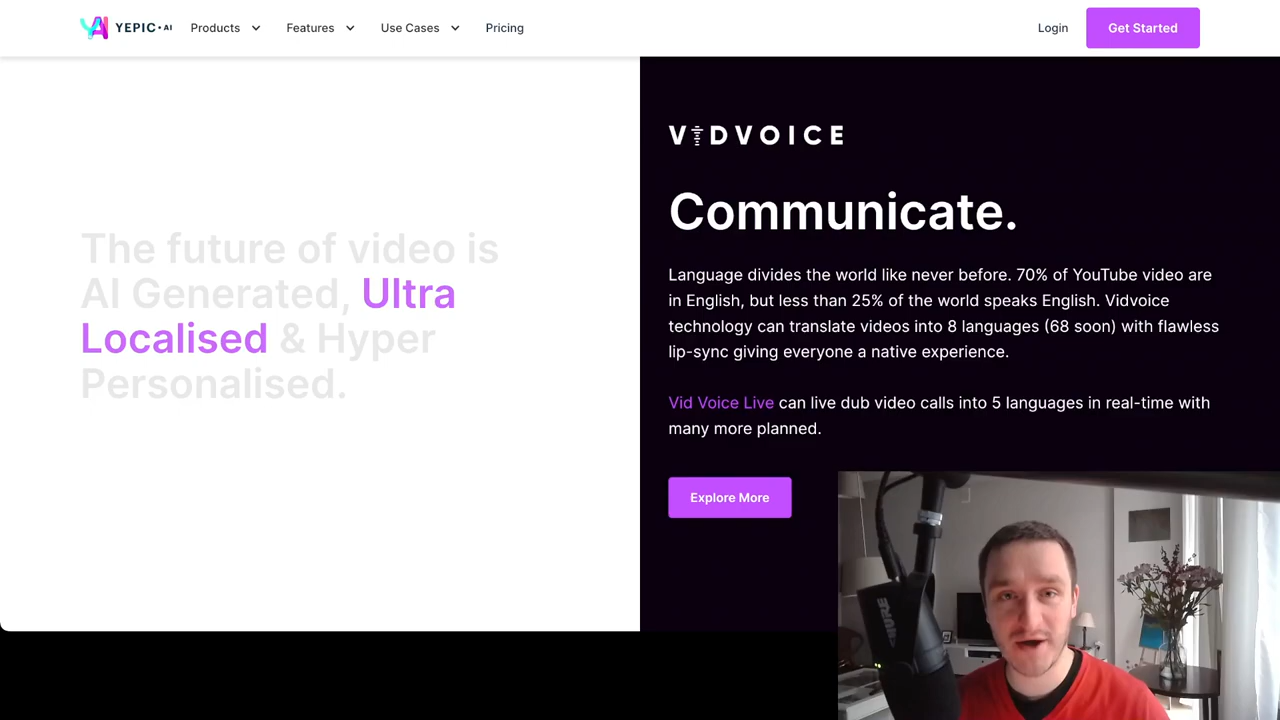 YEPIC·AI Products Features Use Cases Pricing Login Get Started
The future of video is
AI Generated, Ultra
Localised & Hyper
Personalised.
VIDVOICE
Communicate.
Language divides the world like never before. 70% of YouTube video are
in English, but less than 25% of the world speaks English. Vidvoice
technology can translate videos into 8 languages (68 soon) with flawless
lip-sync giving everyone a native experience.
Vid Voice Live can live dub video calls into 5 languages in real-time with
many more planned.
Explore More
SHURE